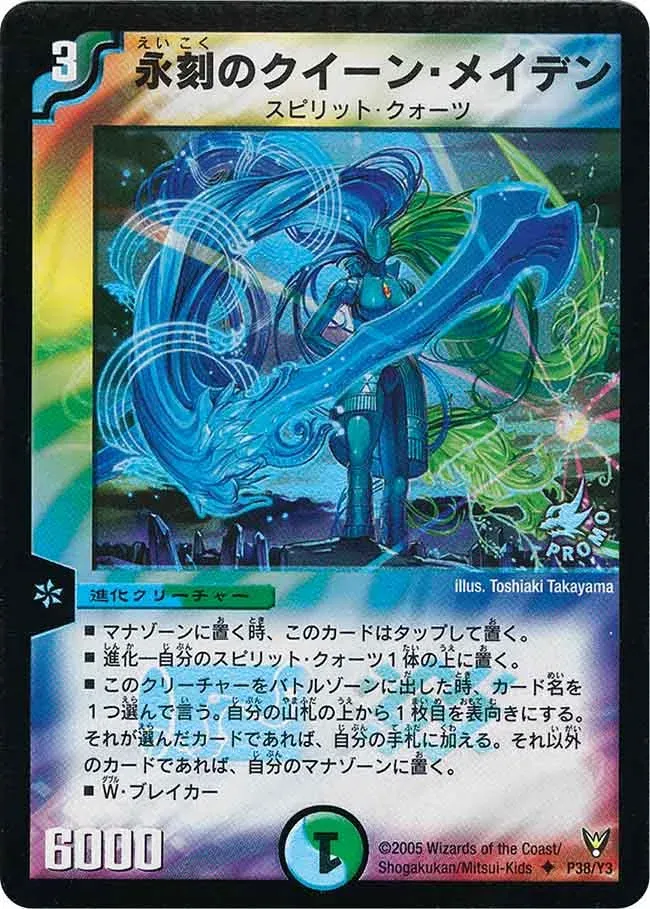 3
えいこく
永刻のクイーン・メイデン
スピリット・クォーツ
PROMO
illus. Toshiaki Takayama
進化クリーチャー
■ マナゾーンに置く時、このカードはタップして置く。
■ 進化－自分のスピリット・クォーツ1体の上に置く。
■ このクリーチャーをバトルゾーンに出した時、カード名を
1つ選んで言う。自分の山札の上から1枚目を表向きにする。
それが選んだカードであれば、自分の手札に加える。それ以外
のカードであれば、自分のマナゾーンに置く。
■ W・ブレイカー
6000
1
©2005 Wizards of the Coast/
Shogakukan/Mitsui-Kids ♦ P38/Y3